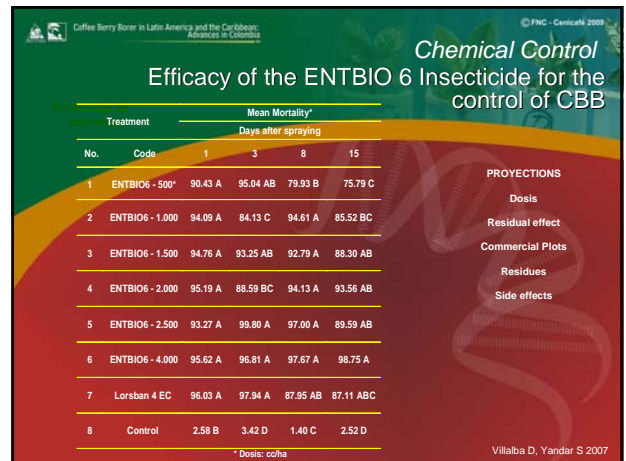 Coffee Berry Borer in Latin America and the Caribbean:
Advances in Colombia
© FNC - Cenicafé 2009
Chemical Control
Efficacy of the ENTBIO 6 Insecticide for the
control of CBB
Treatment Mean Mortality*
Days after spraying
No. Code 1 3 8 15
1 ENTBIO6 - 500* 90.43 A 95.04 AB 79.93 B 75.79 C
2 ENTBIO6 - 1.000 94.09 A 84.13 C 94.61 A 85.52 BC
3 ENTBIO6 - 1.500 94.76 A 93.25 AB 92.79 A 88.30 AB
4 ENTBIO6 - 2.000 95.19 A 88.59 BC 94.13 A 93.56 AB
5 ENTBIO6 - 2.500 93.27 A 99.80 A 97.00 A 89.59 AB
6 ENTBIO6 - 4.000 95.62 A 96.81 A 97.67 A 98.75 A
7 Lorsban 4 EC 96.03 A 97.94 A 87.95 AB 87.11 ABC
8 Control 2.58 B 3.42 D 1.40 C 2.52 D
* Dosis: cc/ha
PROYECTIONS
Dosis
Residual effect
Commercial Plots
Residues
Side effects
Villalba D, Yandar S 2007